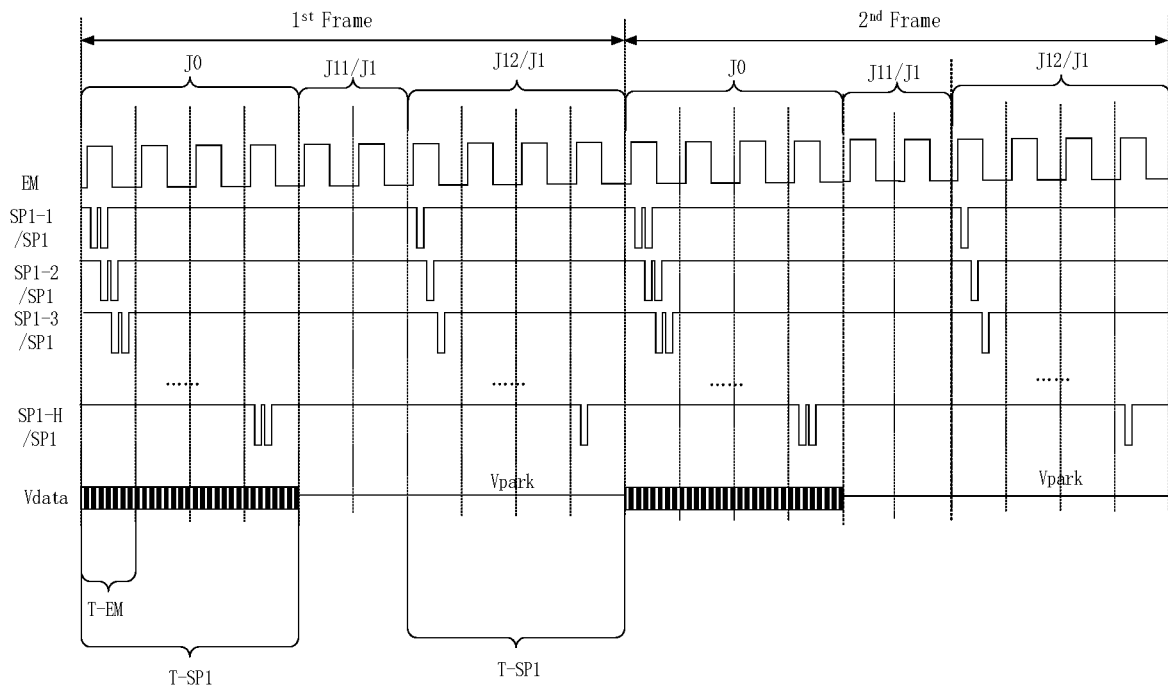 1st Frame
2nd Frame
J0
J11/J1
J12/J1
J0
J11/J1
J12/J1
EM
SP1-1
/SP1
SP1-2
/SP1
SP1-3
/SP1
......
......
......
......
SP1-H
/SP1
Vdata
Vpark
Vpark
T-EM
T-SP1
T-SP1